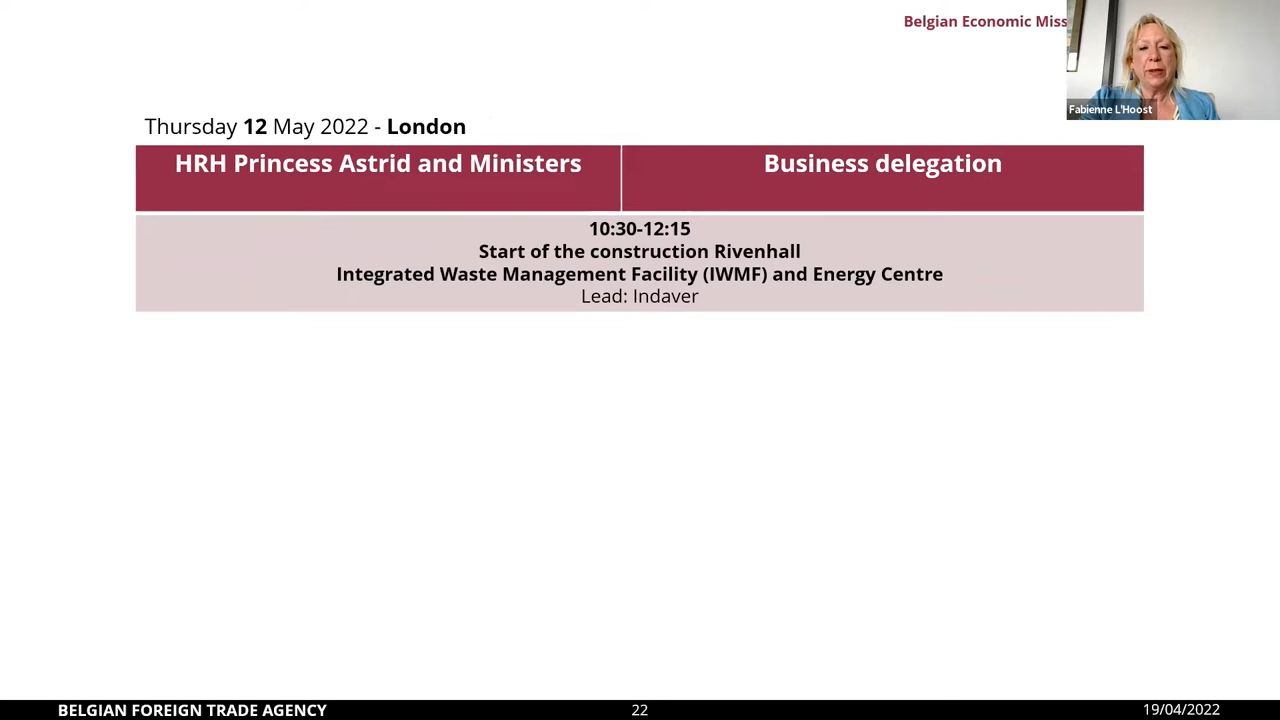 Belgian Economic Miss
Fabienne L'Hoost
Thursday 12 May 2022 - London
HRH Princess Astrid and Ministers
Business delegation
10:30-12:15
Start of the construction Rivenhall
Integrated Waste Management Facility (IWMF) and Energy Centre
Lead: Indaver
BELGIAN FOREIGN TRADE AGENCY
22
19/04/2022